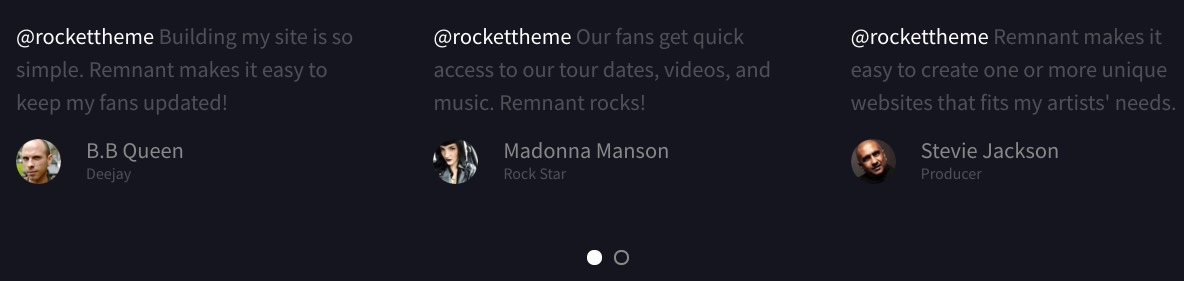 @rockettheme Building my site is so
simple. Remnant makes it easy to
keep my fans updated!
B.B Queen
Deejay
@rockettheme Our fans get quick
access to our tour dates, videos, and
music. Remnant rocks!
Madonna Manson
Rock Star
@rockettheme Remnant makes it
easy to create one or more unique
websites that fits my artists' needs.
Stevie Jackson
Producer